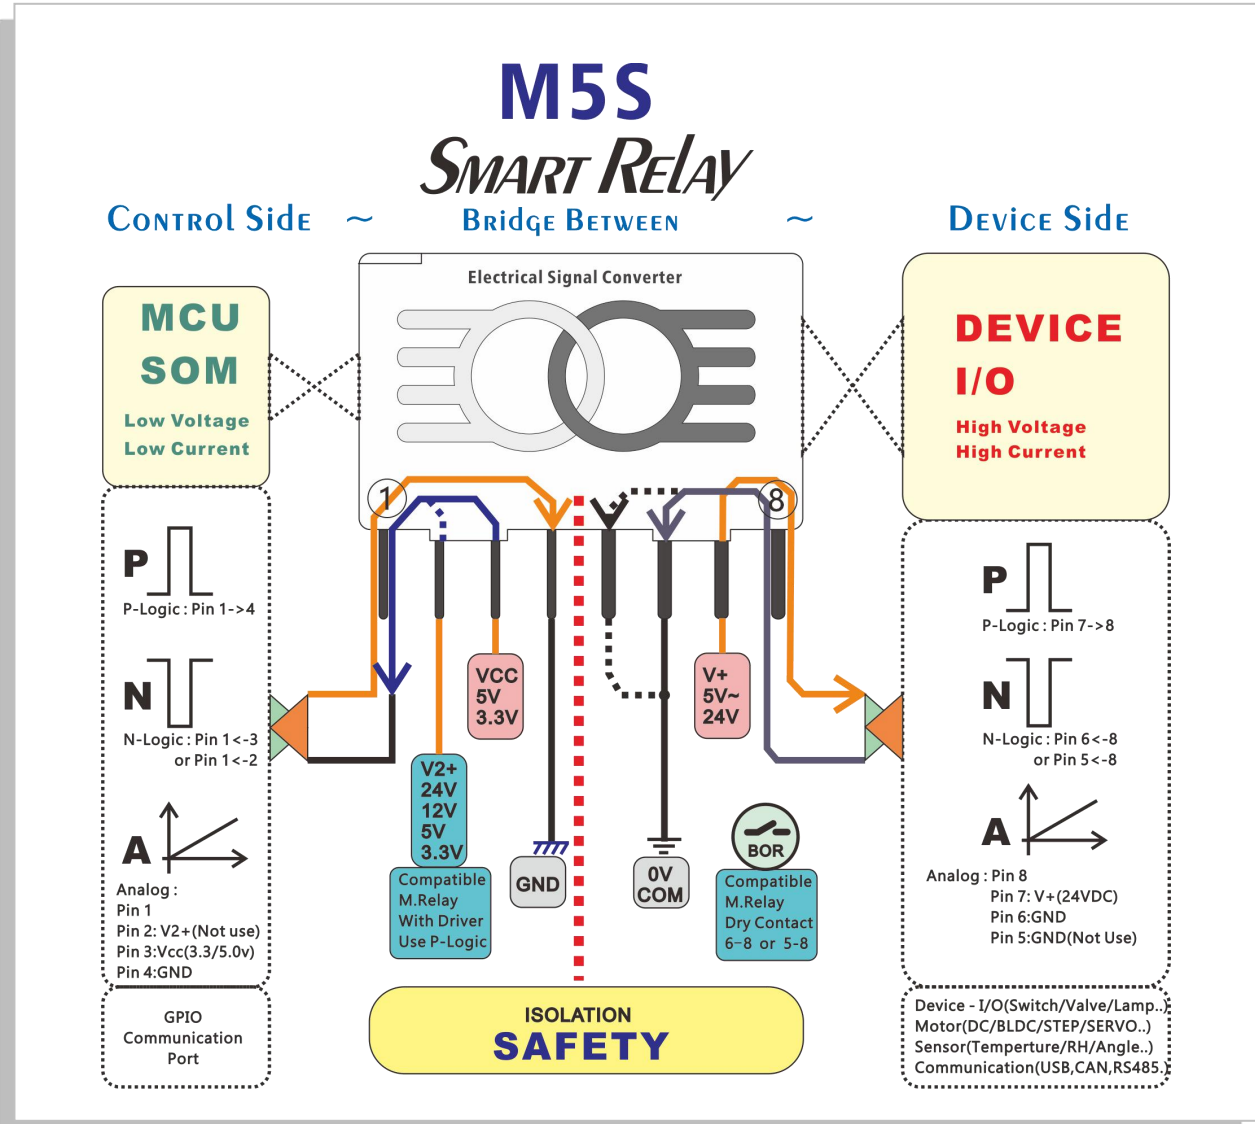 M5S
SMART RElAy
CONTROl SidE ~ BRidgE BETWEEN ~ DEVicE SidE
Electrical Signal Converter
MCU
SOM
Low Voltage
Low Current
DEVICE
I/O
High Voltage
High Current
1
8
P
P-Logic : Pin 1->4
N
N-Logic : Pin 1<-3
or Pin 1<-2
A
Analog :
Pin 1
Pin 2: V2+(Not use)
Pin 3:Vcc(3.3/5.0v)
Pin 4:GND
GPIO
Communication
Port
VCC
5V
3.3V
V2+
24V
12V
5V
3.3V
Compatible
M.Relay
With Driver
Use P-Logic
GND
V+
5V~
24V
0V
COM
BOR
Compatible
M.Relay
Dry Contact
6-8 or 5-8
ISOLATION
SAFETY
P
P-Logic : Pin 7->8
N
N-Logic : Pin 6<-8
or Pin 5<-8
A
Analog : Pin 8
Pin 7: V+(24VDC)
Pin 6:GND
Pin 5:GND(Not Use)
Device - I/O(Switch/Valve/Lamp..)
Motor(DC/BLDC/STEP/SERVO..)
Sensor(Temperture/RH/Angle..)
Communication(USB,CAN,RS485.)